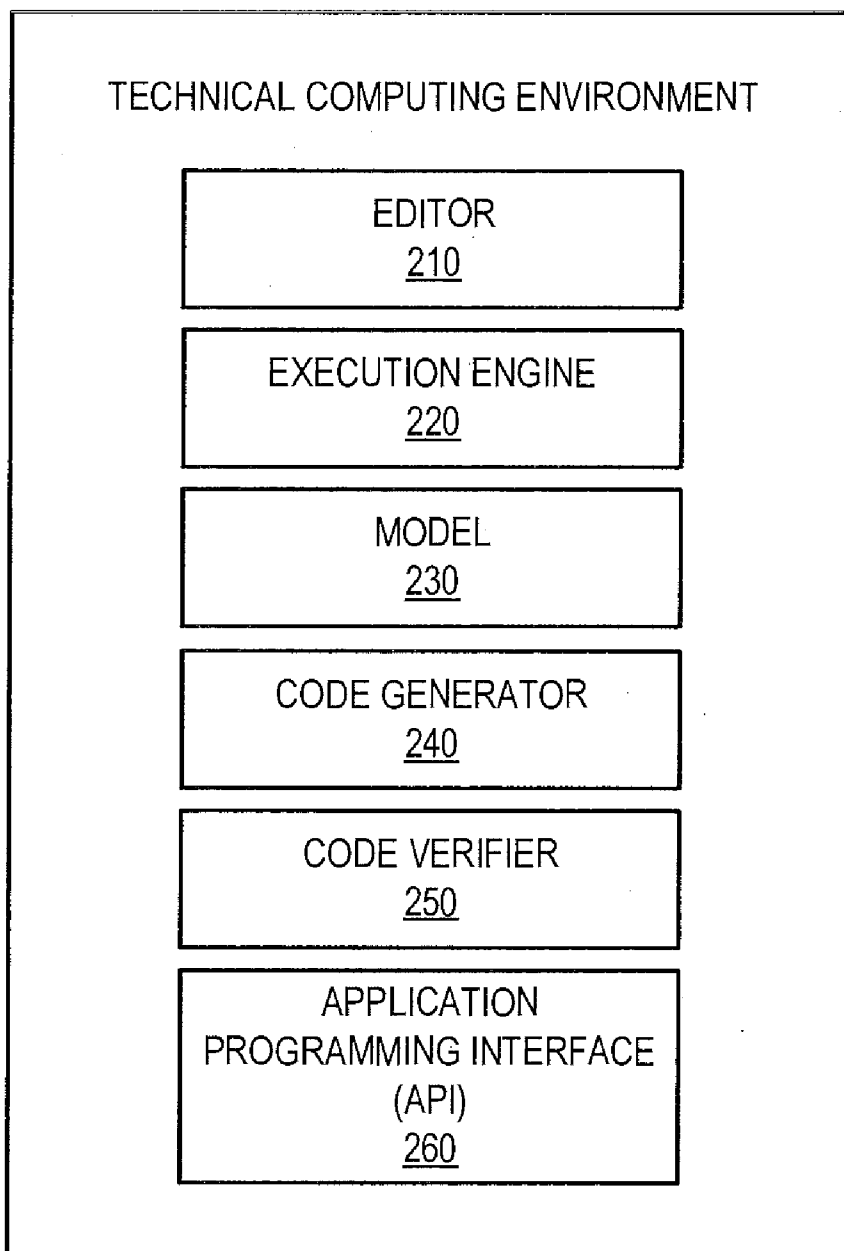 TECHNICAL COMPUTING ENVIRONMENT
EDITOR
210
EXECUTION ENGINE
220
MODEL
230
CODE GENERATOR
240
CODE VERIFIER
250
APPLICATION
PROGRAMMING INTERFACE
(API)
260